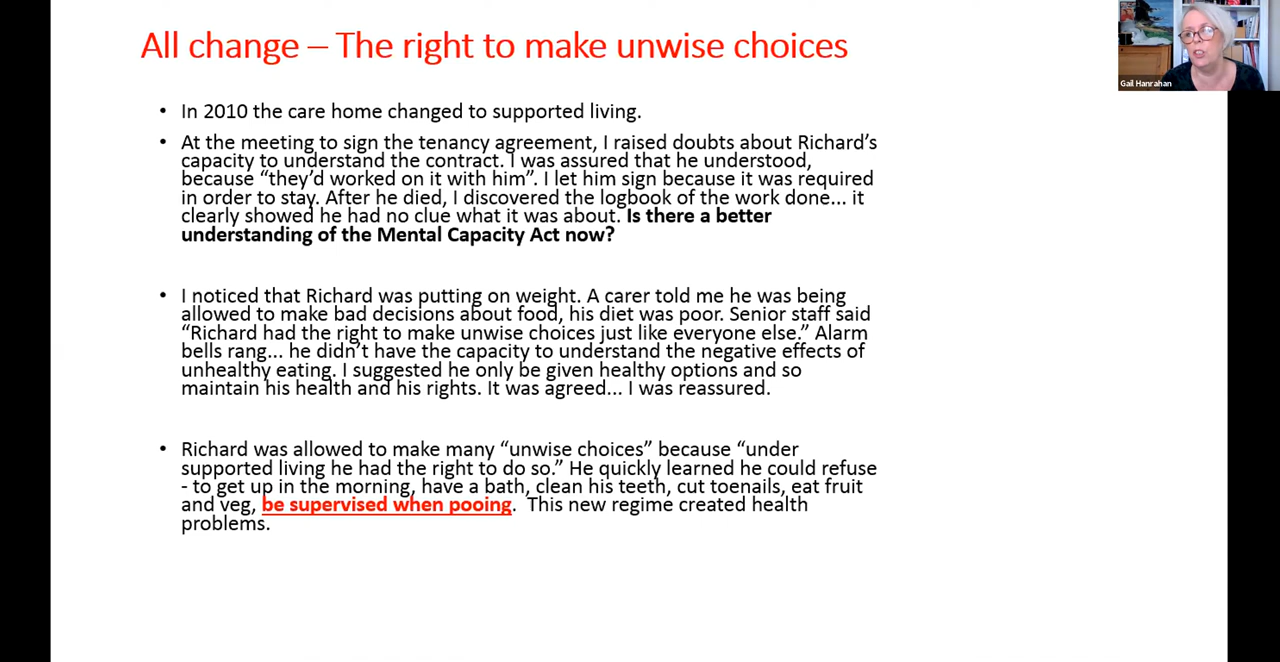 All change – The right to make unwise choices
Gail Hanrahan
• In 2010 the care home changed to supported living.
• At the meeting to sign the tenancy agreement, I raised doubts about Richard’s
capacity to understand the contract. I was assured that he understood,
because “they’d worked on it with him”. I let him sign because it was required
in order to stay. After he died, I discovered the logbook of the work done... it
clearly showed he had no clue what it was about. Is there a better
understanding of the Mental Capacity Act now?
• I noticed that Richard was putting on weight. A carer told me he was being
allowed to make bad decisions about food, his diet was poor. Senior staff said
“Richard had the right to make unwise choices just like everyone else.” Alarm
bells rang... he didn’t have the capacity to understand the negative effects of
unhealthy eating. I suggested he only be given healthy options and so
maintain his health and his rights. It was agreed... I was reassured.
• Richard was allowed to make many “unwise choices” because “under
supported living he had the right to do so.” He quickly learned he could refuse
- to get up in the morning, have a bath, clean his teeth, cut toenails, eat fruit
and veg, be supervised when pooing. This new regime created health
problems.